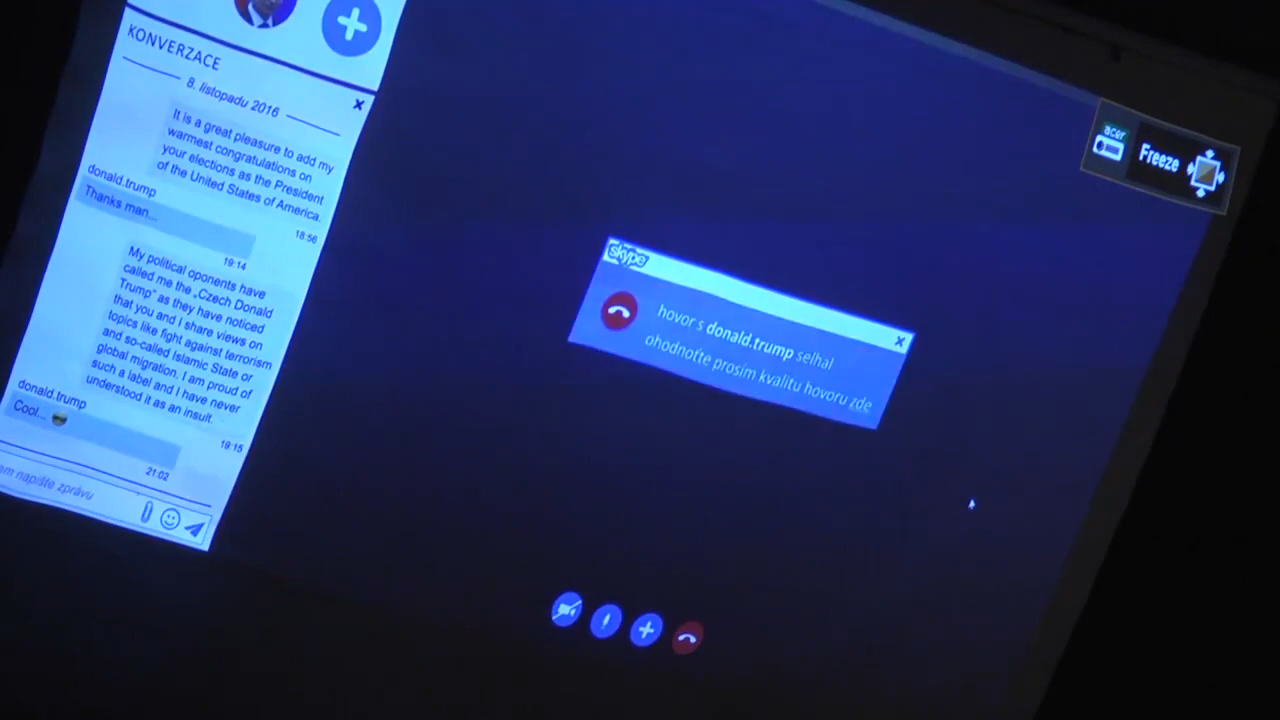 KONVERZACE
8. listopadu 2016
It is a great pleasure to add my
warmest congratulations on
your elections as the President
of the United States of America.
18:56
donald.trump
Thanks man...
19:14
My political oponents have
called me the „Czech Donald
Trump" as they have noticed
that you and I share views on
topics like fight against terrorism
and so-called Islamic State or
global migration. I am proud of
such a label and I have never
understood it as an insult.
19:15
donald.trump
Cool...
21:02
napište zprávu
skype
hovor s donald.trump selhal
ohodnoťte prosím kvalitu hovoru zde
acer
Freeze